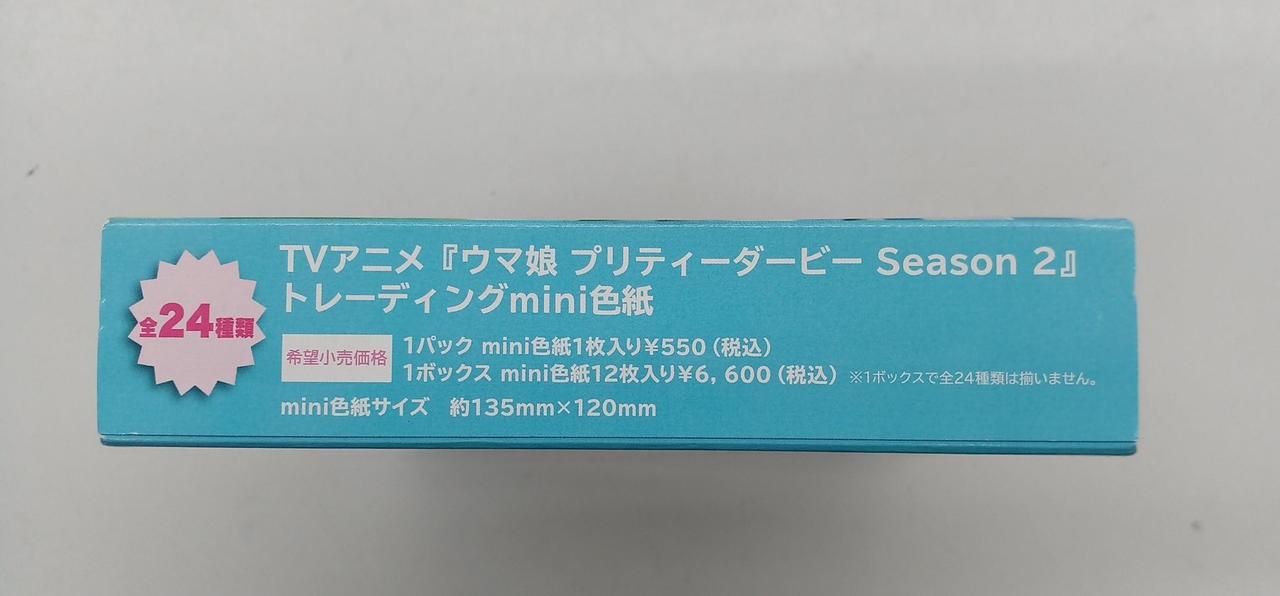 全24種類
TVアニメ『ウマ娘 プリティーダービー Season 2』
トレーディングmini色紙
希望小売価格
1パック mini色紙1枚入り¥550（税込）
1ボックス mini色紙12枚入り¥6, 600（税込） ※1ボックスで全24種類は揃いません。
mini色紙サイズ　約135mm×120mm